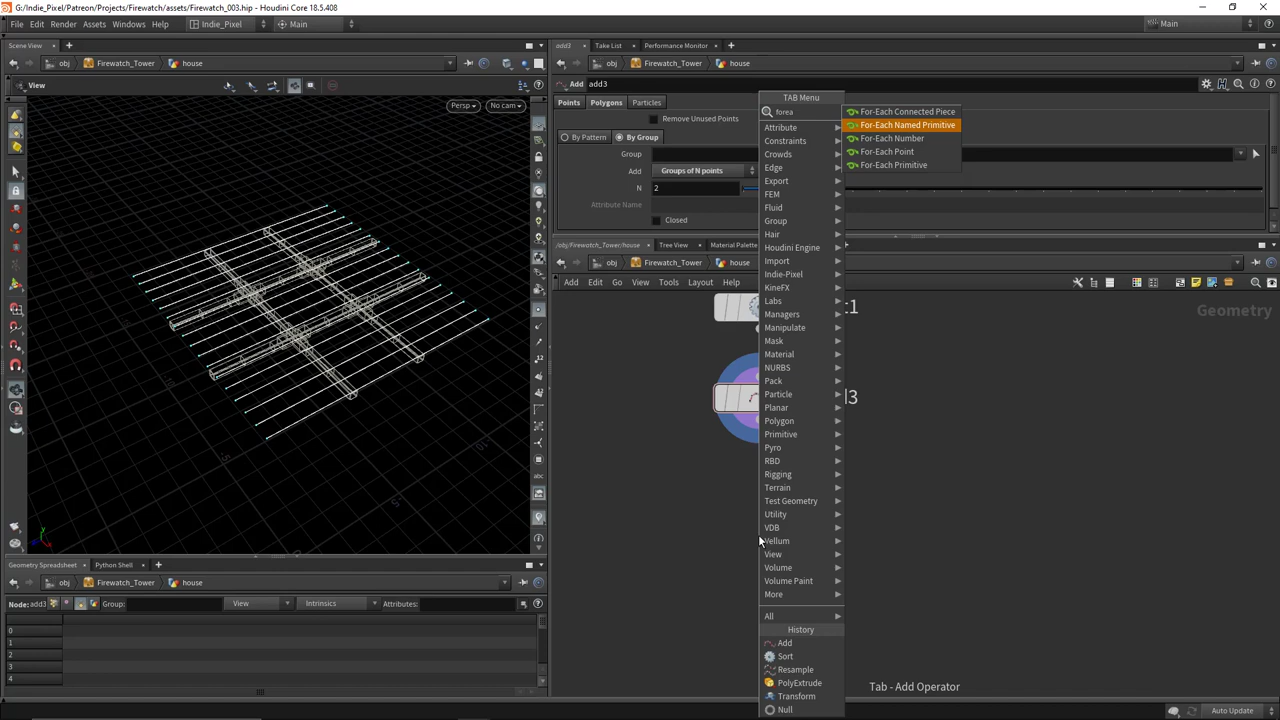 G:/Indie_Pixel/Patreon/Projects/Firewatch/assets/Firewatch_003.hip - Houdini Core 18.5.408
File Edit Render Assets Windows Help Indie_Pixel Main Main
Scene View
add3 Take List Performance Monitor
obj Firewatch_Tower house
obj Firewatch_Tower house
View
Add add3
TAB Menu
Persp No cam
Points Polygons Particles
forea
Remove Unused Points
By Pattern By Group
Group
Add Groups of N points
N 2
Attribute Name
Closed
For-Each Connected Piece
For-Each Named Primitive
For-Each Number
For-Each Point
For-Each Primitive
Attribute
Constraints
Crowds
Edge
Export
FEM
Fluid
Group
Hair
Houdini Engine
Import
Indie-Pixel
KineFX
Labs
Managers
Manipulate
Mask
Material
NURBS
Pack
Particle
Planar
Polygon
Primitive
Pyro
RBD
Rigging
Terrain
Test Geometry
Utility
VDB
Vellum
View
Volume
Volume Paint
More
All
History
Add
Sort
Resample
PolyExtrude
Transform
Null
/obj/Firewatch_Tower/house Tree View Material Palette
obj Firewatch_Tower house
Add Edit Go View Tools Layout Help
Geometry
Tab - Add Operator
Geometry Spreadsheet Python Shell
obj Firewatch_Tower house
Node: add3 Group: View Intrinsics Attributes:
0
1
2
3
4
Auto Update